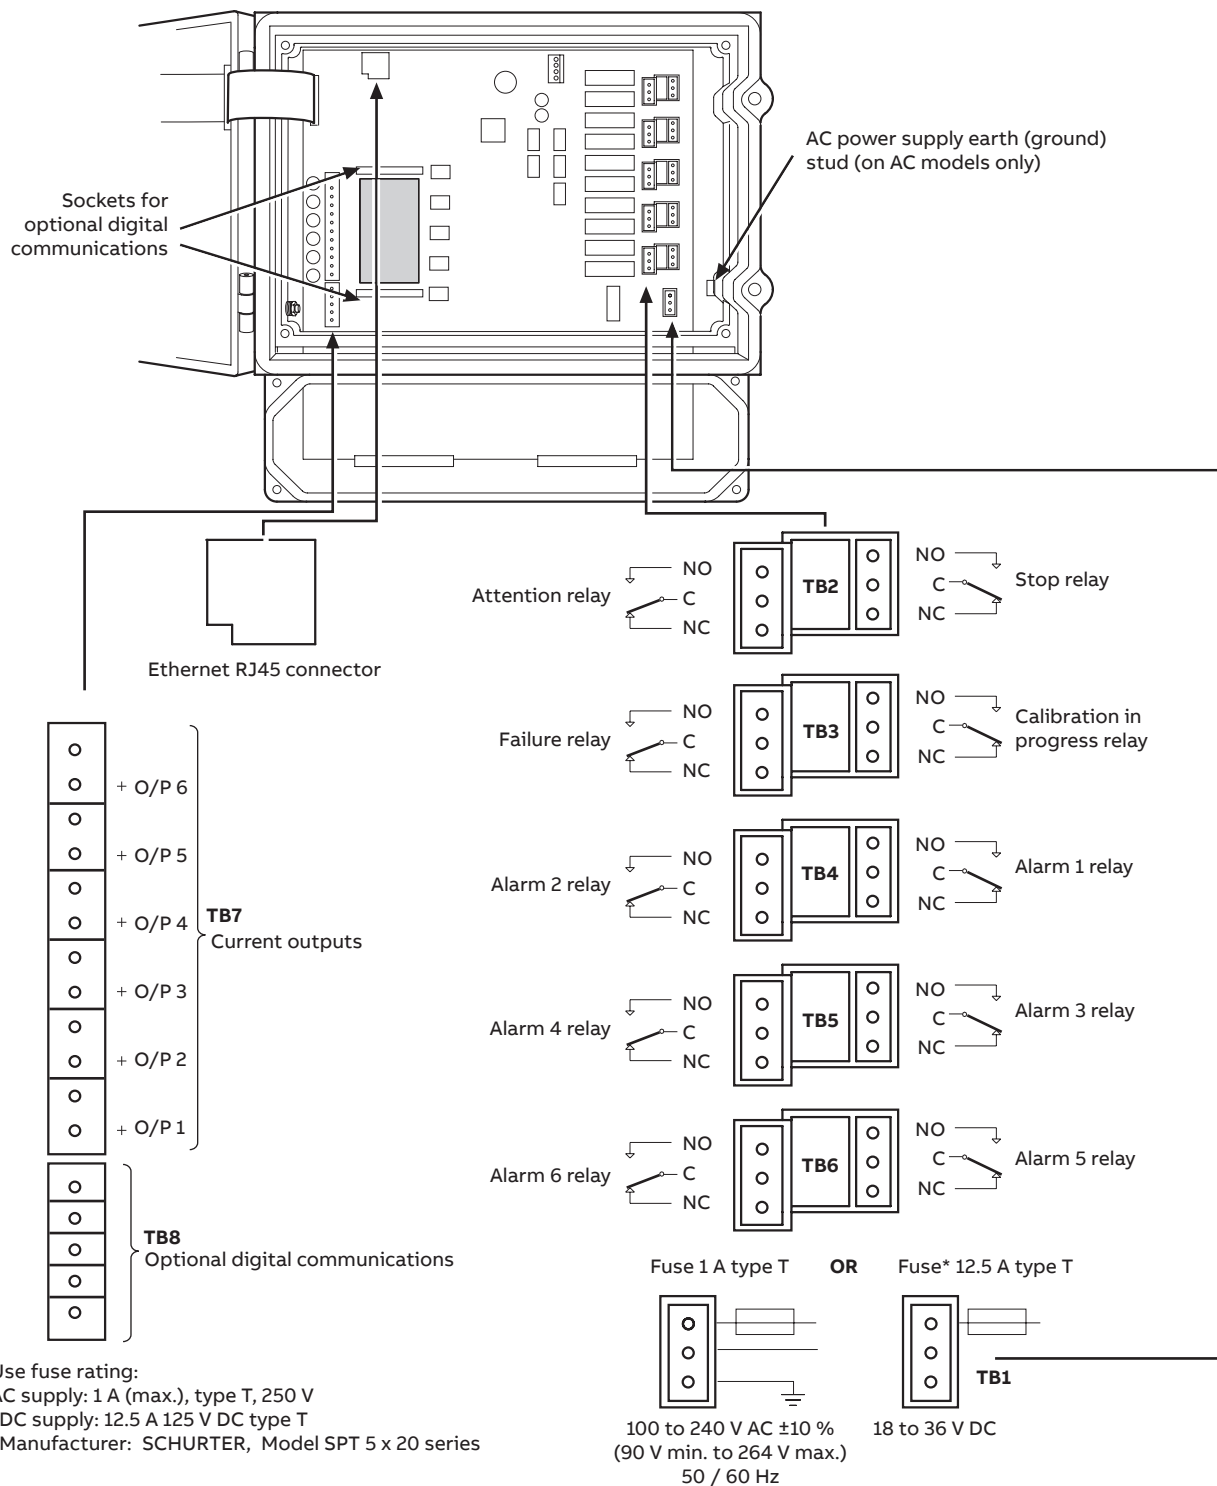 AC power supply earth (ground)
stud (on AC models only)
Sockets for
optional digital
communications
Ethernet RJ45 connector
+ O/P 6
+ O/P 5
+ O/P 4
+ O/P 3
+ O/P 2
+ O/P 1
TB7
Current outputs
TB8
Optional digital communications
Attention relay
NO
C
NC
TB2
NO
C
NC
Stop relay
Failure relay
NO
C
NC
TB3
NO
C
NC
Calibration in
progress relay
Alarm 2 relay
NO
C
NC
TB4
NO
C
NC
Alarm 1 relay
Alarm 4 relay
NO
C
NC
TB5
NO
C
NC
Alarm 3 relay
Alarm 6 relay
NO
C
NC
TB6
NO
C
NC
Alarm 5 relay
Fuse 1 A type T OR Fuse* 12.5 A type T
TB1
100 to 240 V AC ±10 %
(90 V min. to 264 V max.)
50 / 60 Hz
18 to 36 V DC
Use fuse rating:
AC supply: 1 A (max.), type T, 250 V
DC supply: 12.5 A 125 V DC type T
Manufacturer: SCHURTER, Model SPT 5 x 20 series